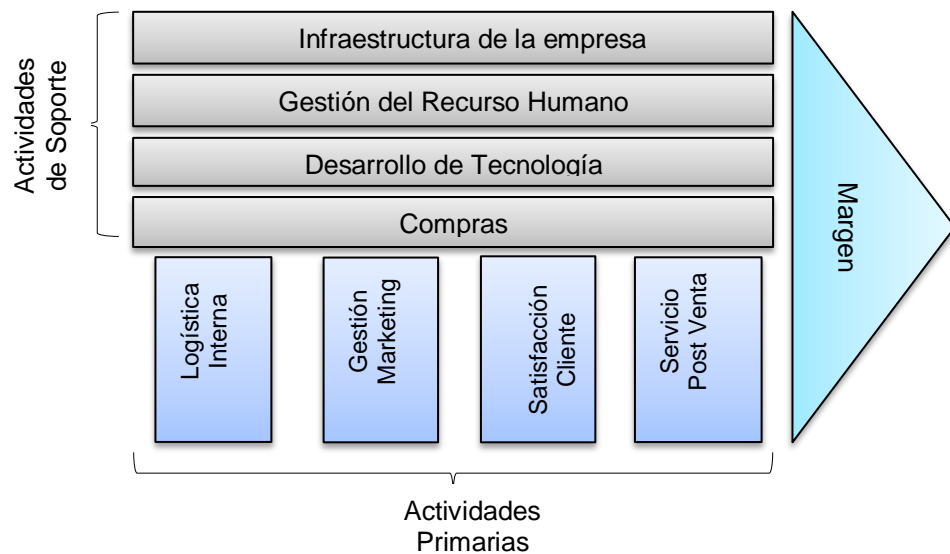 Actividades
de Soporte
Infraestructura de la empresa
Gestión del Recurso Humano
Desarrollo de Tecnología
Compras
Logística
Interna
Gestión
Marketing
Satisfacción
Cliente
Servicio
Post Venta
Margen
Actividades
Primarias